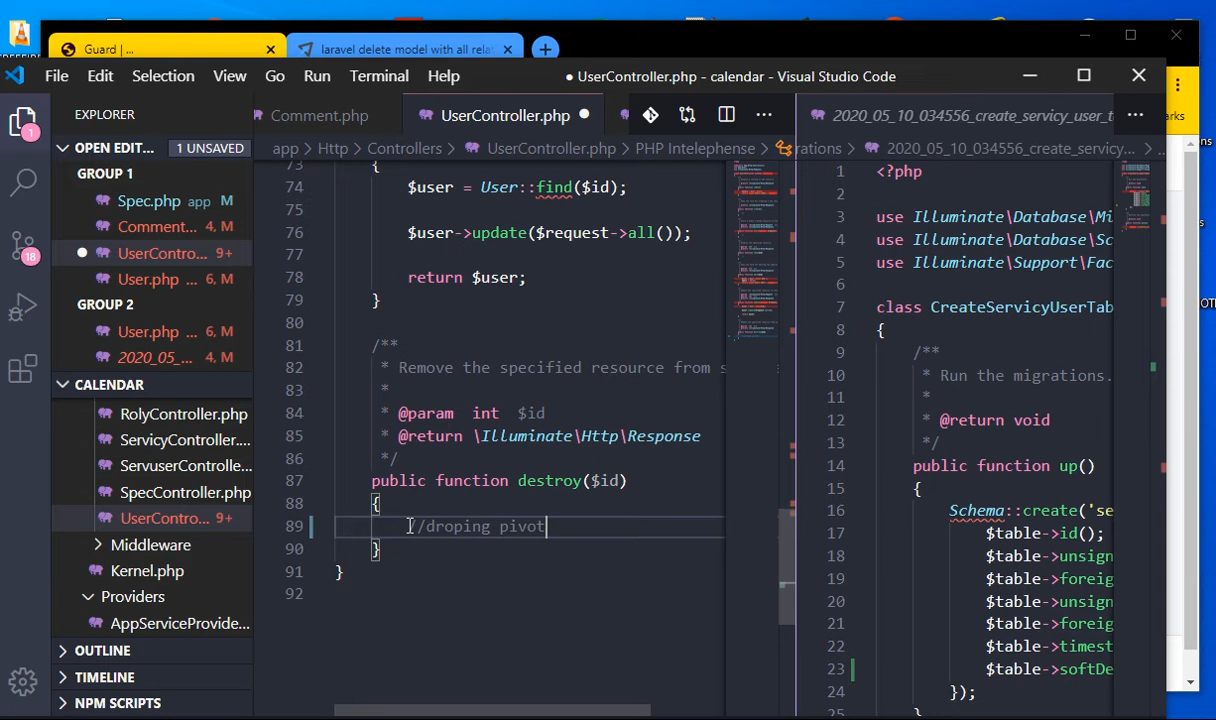 Guard | ...
laravel delete model with all rela
File Edit Selection View Go Run Terminal Help
● UserController.php - calendar - Visual Studio Code
EXPLORER
OPEN EDIT... 1 UNSAVED
GROUP 1
Spec.php app M
Comment... 4, M
UserContro... 9+
User.php ... 6, M
GROUP 2
User.php ... 6, M
2020_05_... 4, M
CALENDAR
RolyController.php
ServicyController....
ServuserControlle...
SpecController.php
UserContro... 9+
Middleware
Kernel.php
Providers
AppServiceProvide...
OUTLINE
TIMELINE
NPM SCRIPTS
1
18
Comment.php
UserController.php
app > Http > Controllers > UserController.php > PHP Intelephense >
73 {
74 $user = User::find($id);
75
76 $user->update($request->all());
77
78 return $user;
79 }
80
81 /**
82 * Remove the specified resource from s
83 *
84 * @param int $id
85 * @return \Illuminate\Http\Response
86 */
87 public function destroy($id)
88 {
89 //droping pivot
90 }
91 }
92
2020_05_10_034556_create_servicy_user_t
...
rations > 2020_05_10_034556_create_servicy... > ...
1 <?php
2
3 use Illuminate\Database\Mi
4 use Illuminate\Database\Sc
5 use Illuminate\Support\Fac
6
7 class CreateServicyUserTab
8 {
9 /**
10 * Run the migrations.
11 *
12 * @return void
13 */
14 public function up()
15 {
16 Schema::create('se
17 $table->id();
18 $table->unsign
19 $table->foreig
20 $table->unsign
21 $table->foreig
22 $table->timest
23 $table->softDe
24 });
25 }
arks